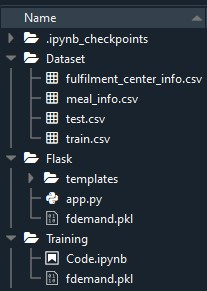 Name
.ipynb_checkpoints
Dataset
fulfilment_center_info.csv
meal_info.csv
test.csv
train.csv
Flask
templates
app.py
fdemand.pkl
Training
Code.ipynb
fdemand.pkl